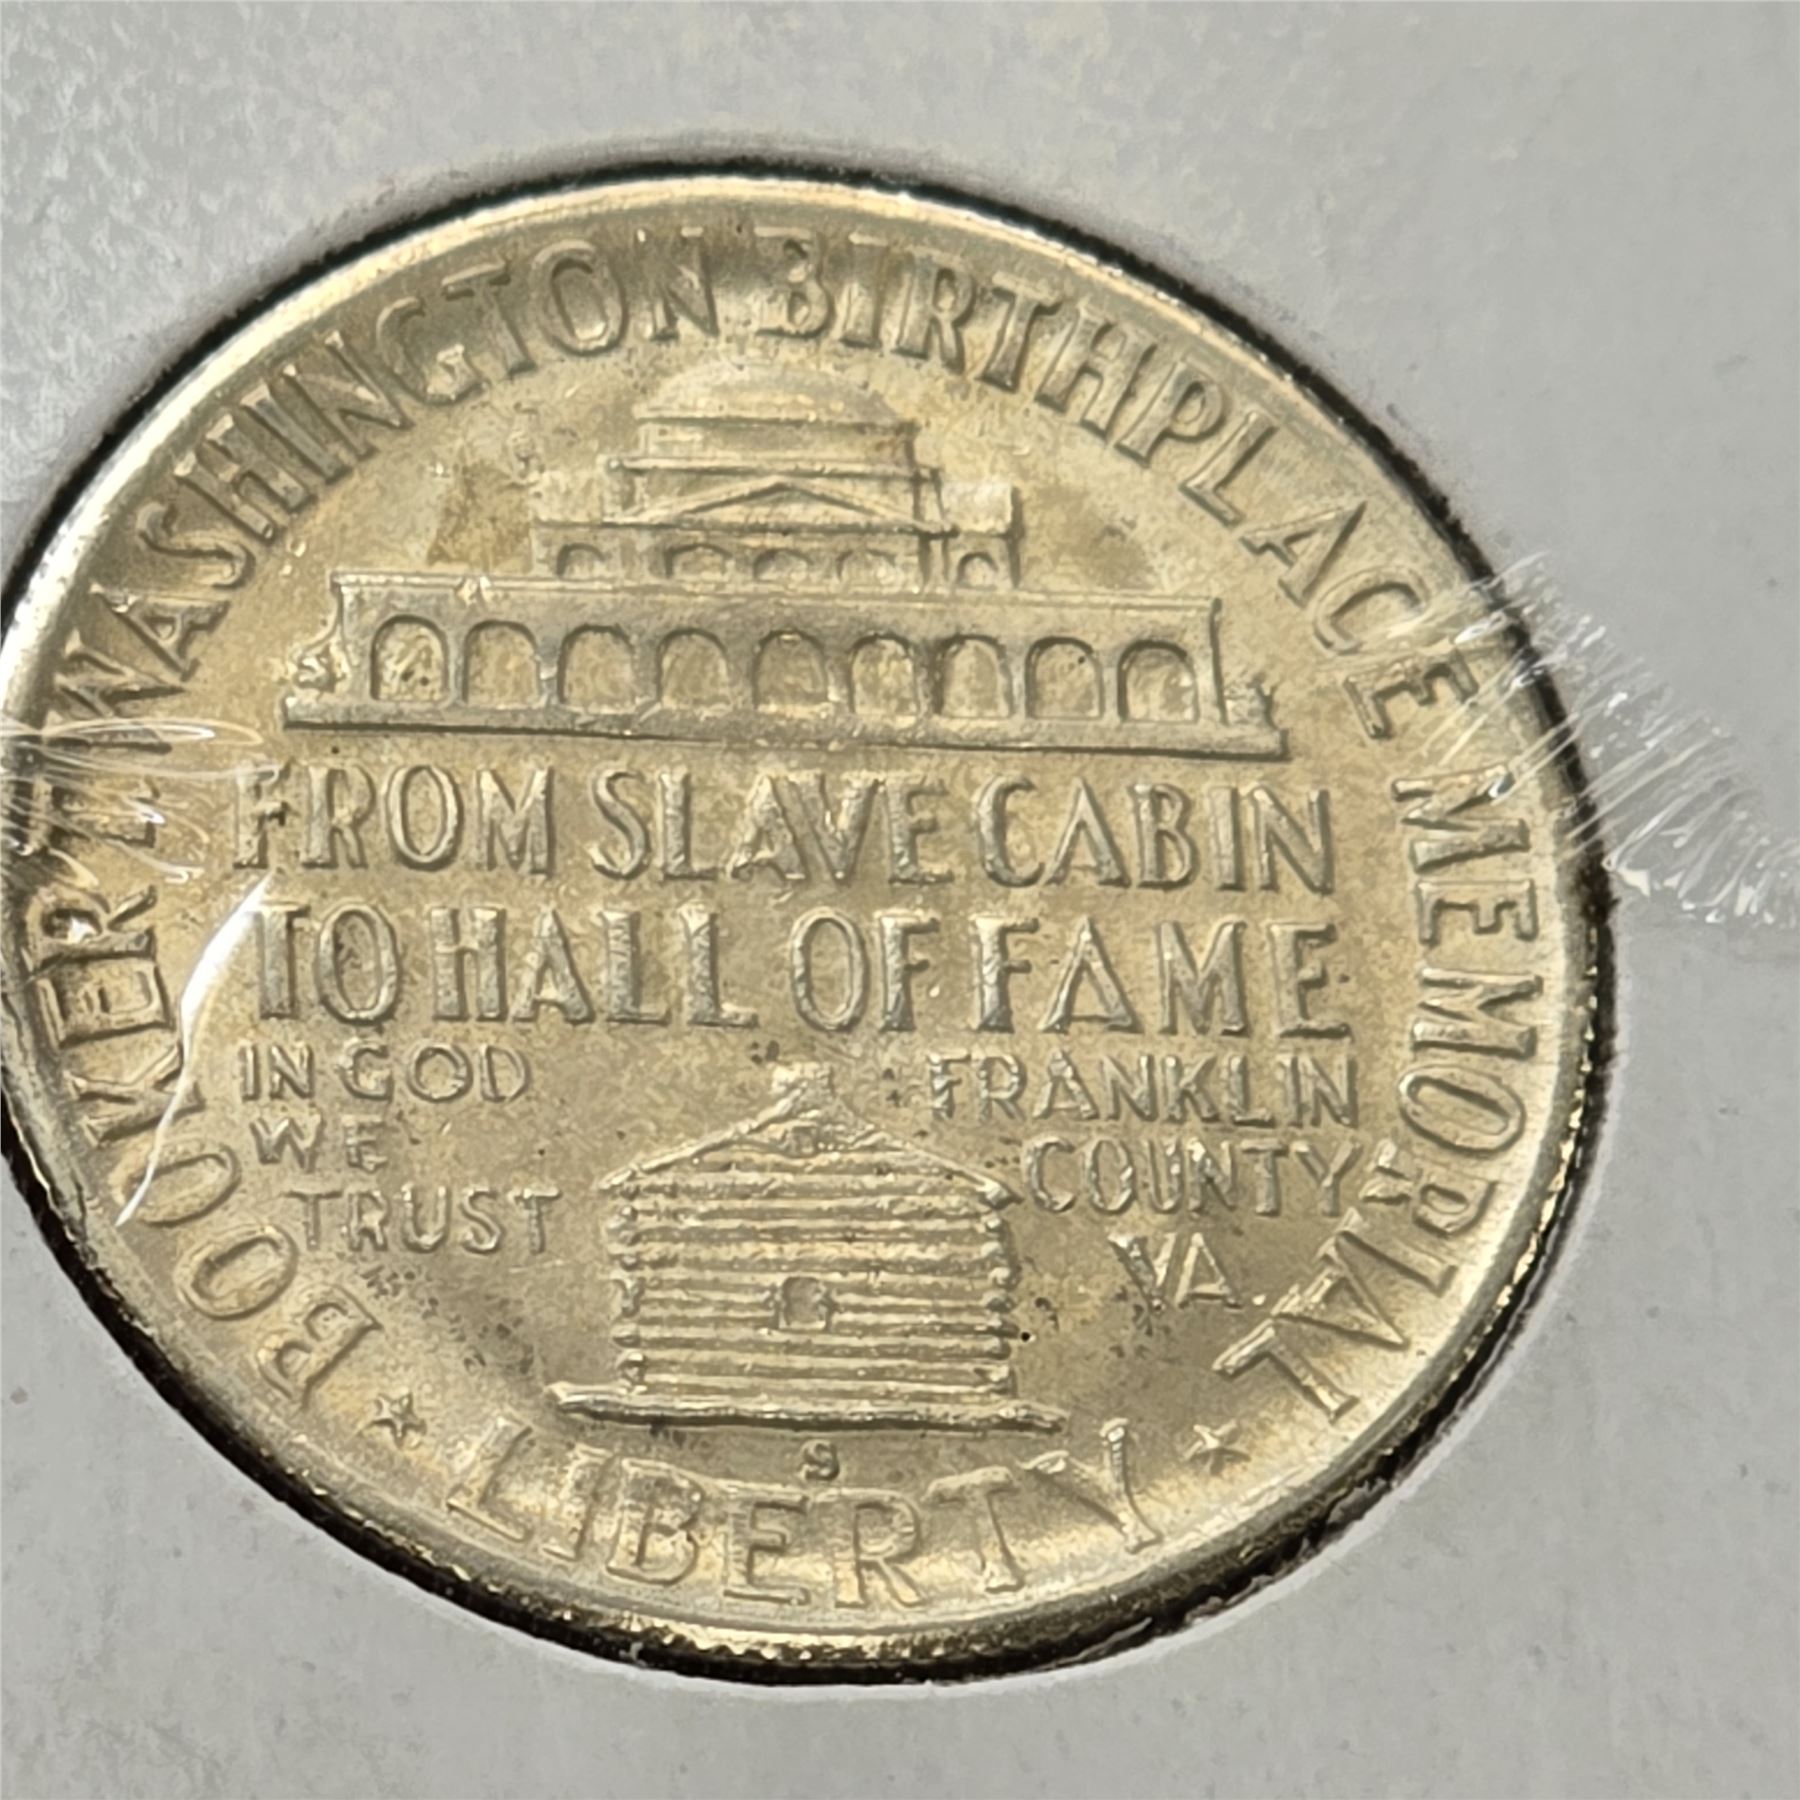 BOOKER T. WASHINGTON BIRTHPLACE MEMORIAL
FROM SLAVE CABIN
TO HALL OF FAME
IN GOD
WE
TRUST
FRANKLIN
COUNTY
VA.
S
LIBERTY